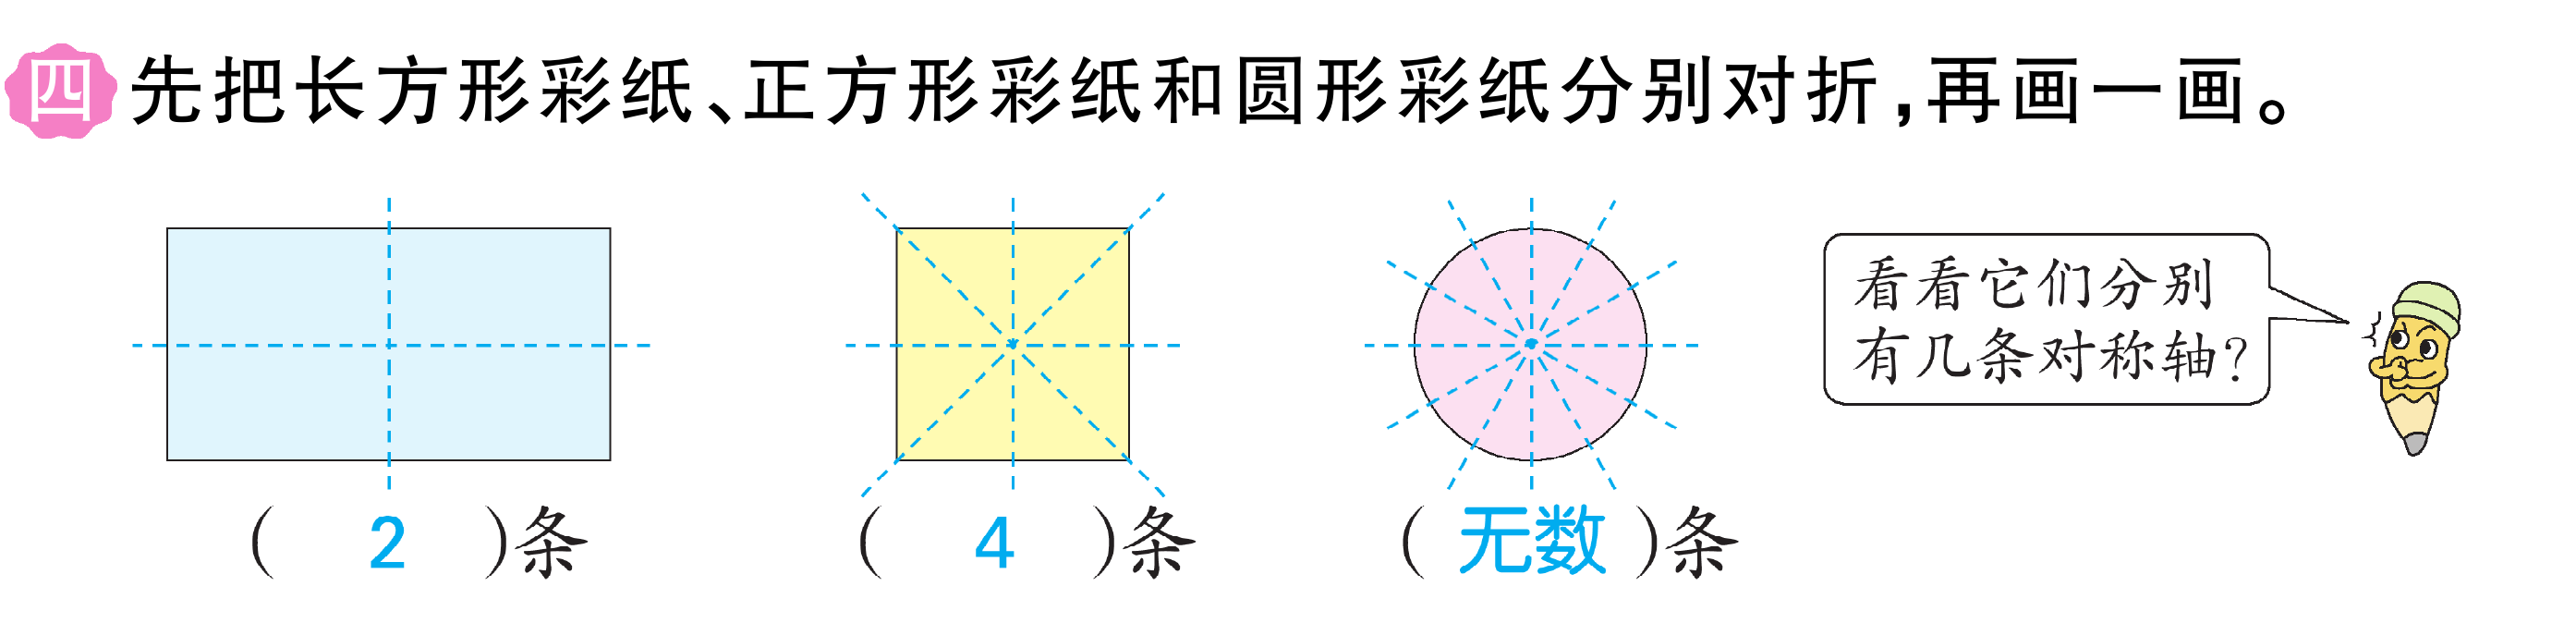 四 先把长方形彩纸、正方形彩纸和圆形彩纸分别对折,再画一画。
看看它们分别
有几条对称轴?
( 2 )条 ( 4 )条 ( 无数 )条